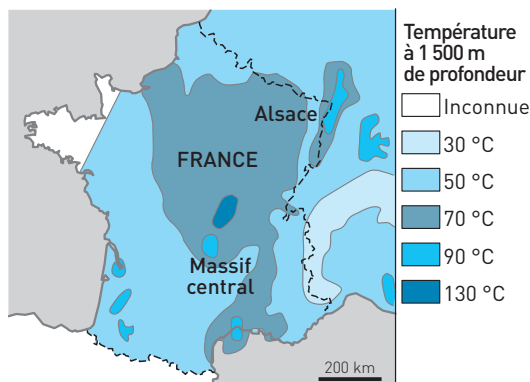 Température
à 1 500 m
de profondeur
Inconnue
30 °C
50 °C
70 °C
90 °C
130 °C
Alsace
FRANCE
Massif
central
200 km